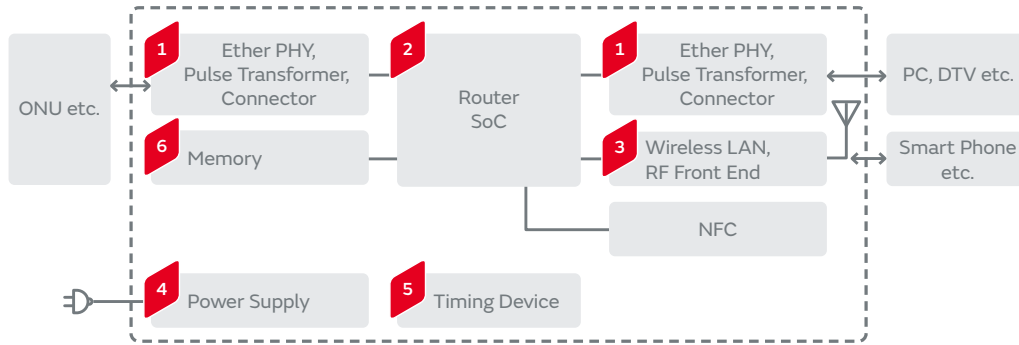 ONU etc.
1
Ether PHY,
Pulse Transformer,
Connector
2
Router
SoC
1
Ether PHY,
Pulse Transformer,
Connector
PC, DTV etc.
6
Memory
3
Wireless LAN,
RF Front End
Smart Phone
etc.
NFC
4
Power Supply
5
Timing Device